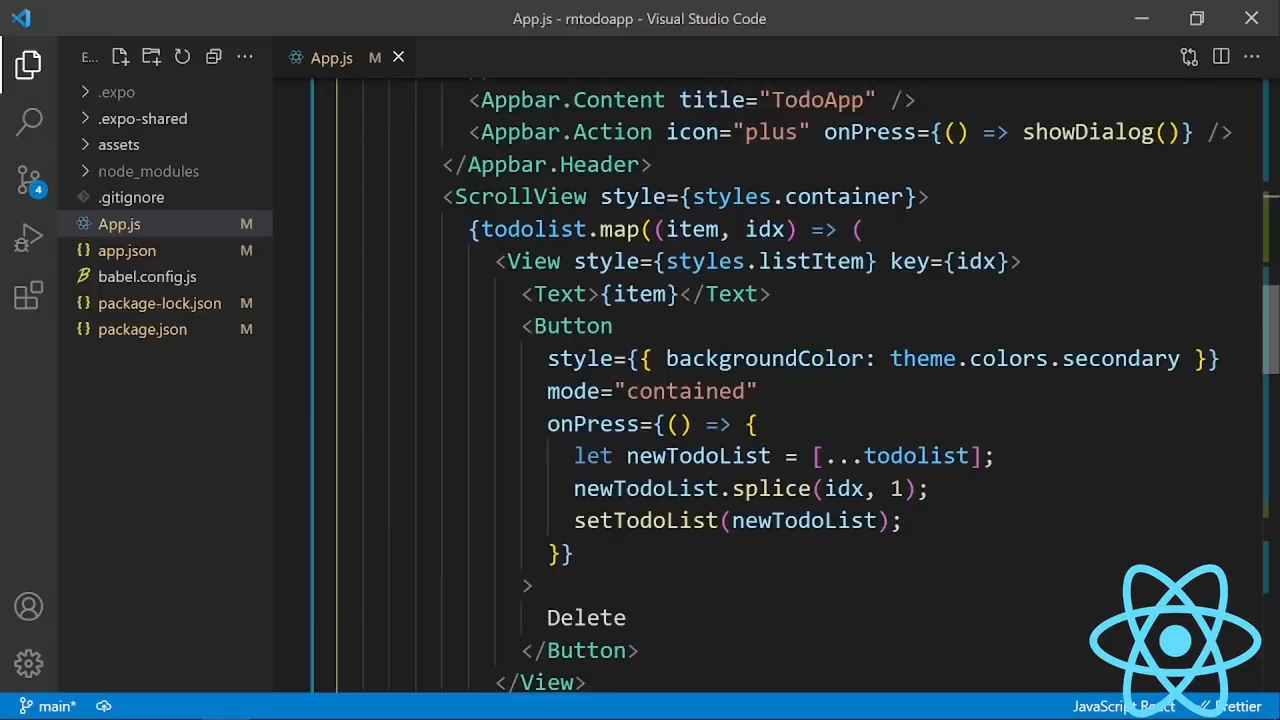 App.js - rntodoapp - Visual Studio Code
E...
App.js M
.expo
.expo-shared
assets
node_modules
.gitignore
App.js M
app.json M
babel.config.js
package-lock.json M
package.json M
4
<Appbar.Content title="TodoApp" />
<Appbar.Action icon="plus" onPress={() => showDialog()} />
</Appbar.Header>
<ScrollView style={styles.container}>
{todolist.map((item, idx) => (
<View style={styles.listItem} key={idx}>
<Text>{item}</Text>
<Button
style={{ backgroundColor: theme.colors.secondary }}
mode="contained"
onPress={() => {
let newTodoList = [...todolist];
newTodoList.splice(idx, 1);
setTodoList(newTodoList);
}}
>
Delete
</Button>
</View>
main*
JavaScript React
Prettier